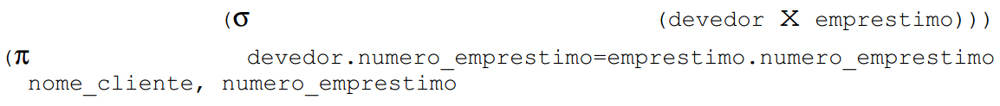 (σ (devedor X emprestimo)))
(π devedor.numero_emprestimo=emprestimo.numero_emprestimo
nome_cliente, numero_emprestimo